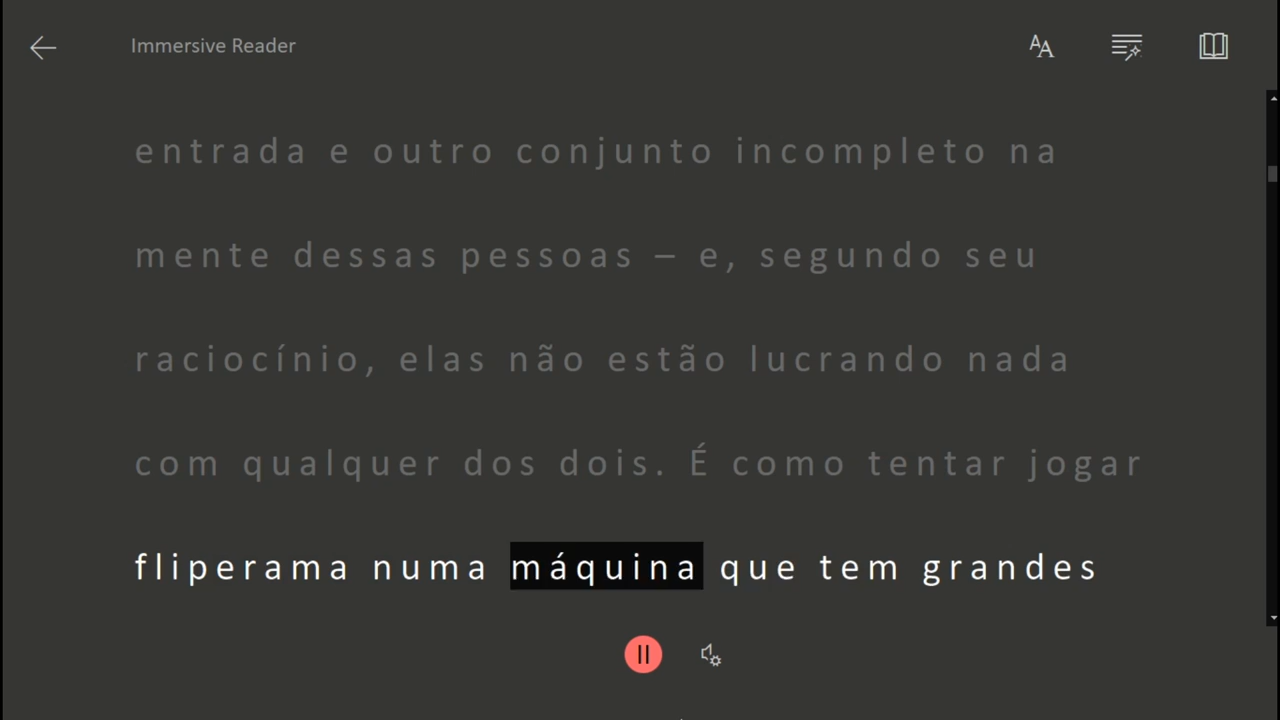 Immersive Reader
entrada e outro conjunto incompleto na
mente dessas pessoas – e, segundo seu
raciocínio, elas não estão lucrando nada
com qualquer dos dois. É como tentar jogar
fliperama numa máquina que tem grandes